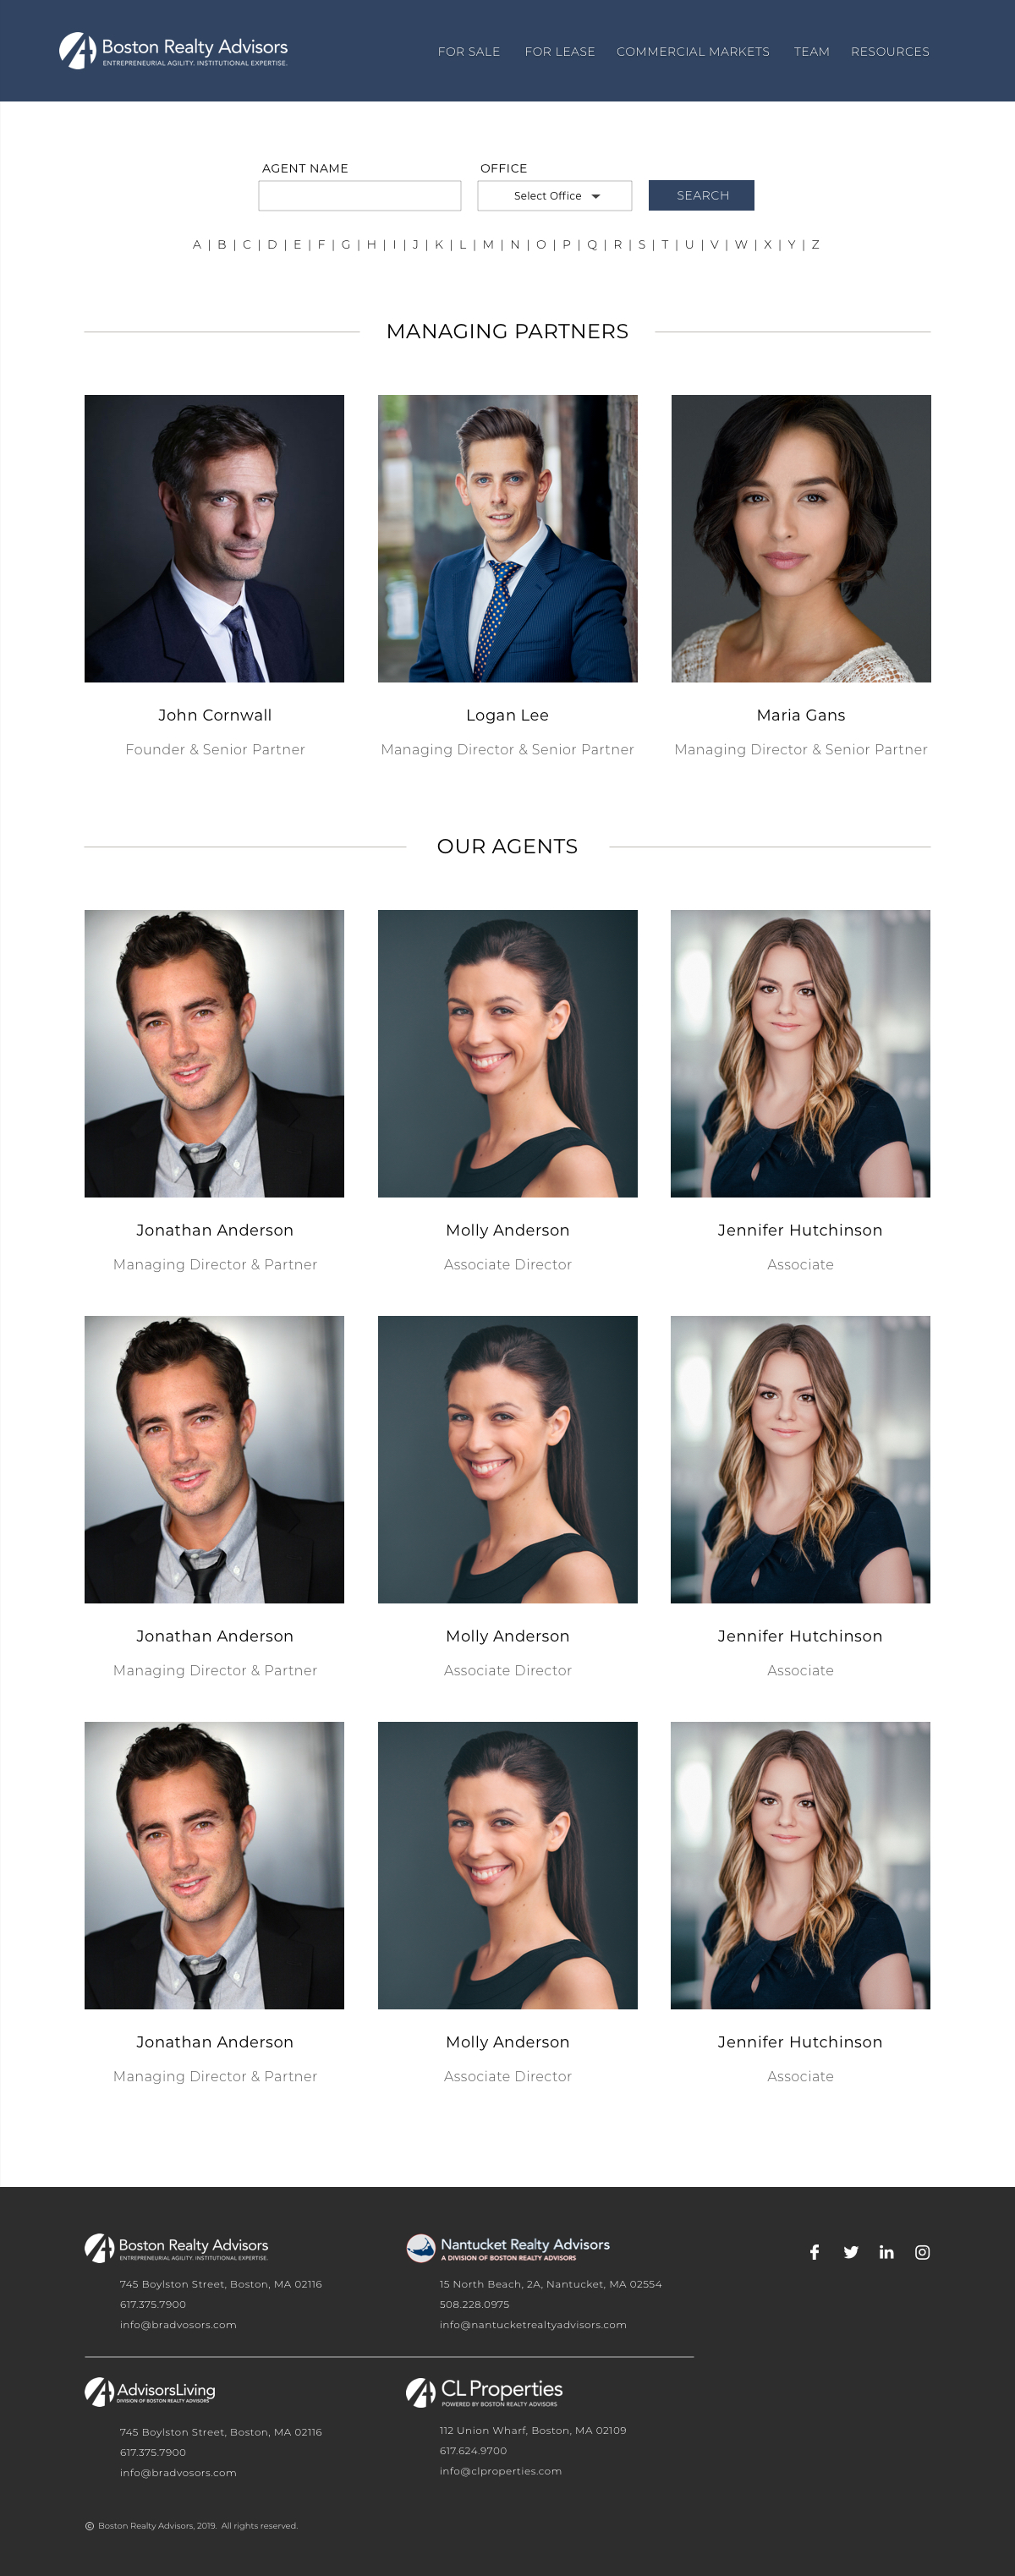 Boston Realty Advisors
ENTREPRENEURIAL AGILITY. INSTITUTIONAL EXPERTISE.
FOR SALE FOR LEASE COMMERCIAL MARKETS TEAM RESOURCES
AGENT NAME OFFICE
Select Office SEARCH
A | B | C | D | E | F | G | H | I | J | K | L | M | N | O | P | Q | R | S | T | U | V | W | X | Y | Z
MANAGING PARTNERS
John Cornwall Logan Lee Maria Gans
Founder & Senior Partner Managing Director & Senior Partner Managing Director & Senior Partner
OUR AGENTS
Jonathan Anderson Molly Anderson Jennifer Hutchinson
Managing Director & Partner Associate Director Associate
Jonathan Anderson Molly Anderson Jennifer Hutchinson
Managing Director & Partner Associate Director Associate
Jonathan Anderson Molly Anderson Jennifer Hutchinson
Managing Director & Partner Associate Director Associate
Boston Realty Advisors
ENTREPRENEURIAL AGILITY. INSTITUTIONAL EXPERTISE.
745 Boylston Street, Boston, MA 02116
617.375.7900
info@bradvosors.com
Nantucket Realty Advisors
A DIVISION OF BOSTON REALTY ADVISORS
15 North Beach, 2A, Nantucket, MA 02554
508.228.0975
info@nantucketrealtyadvisors.com
AdvisorsLiving
DIVISION OF BOSTON REALTY ADVISORS
745 Boylston Street, Boston, MA 02116
617.375.7900
info@bradvosors.com
CL Properties
POWERED BY BOSTON REALTY ADVISORS
112 Union Wharf, Boston, MA 02109
617.624.9700
info@clproperties.com
© Boston Realty Advisors, 2019. All rights reserved.